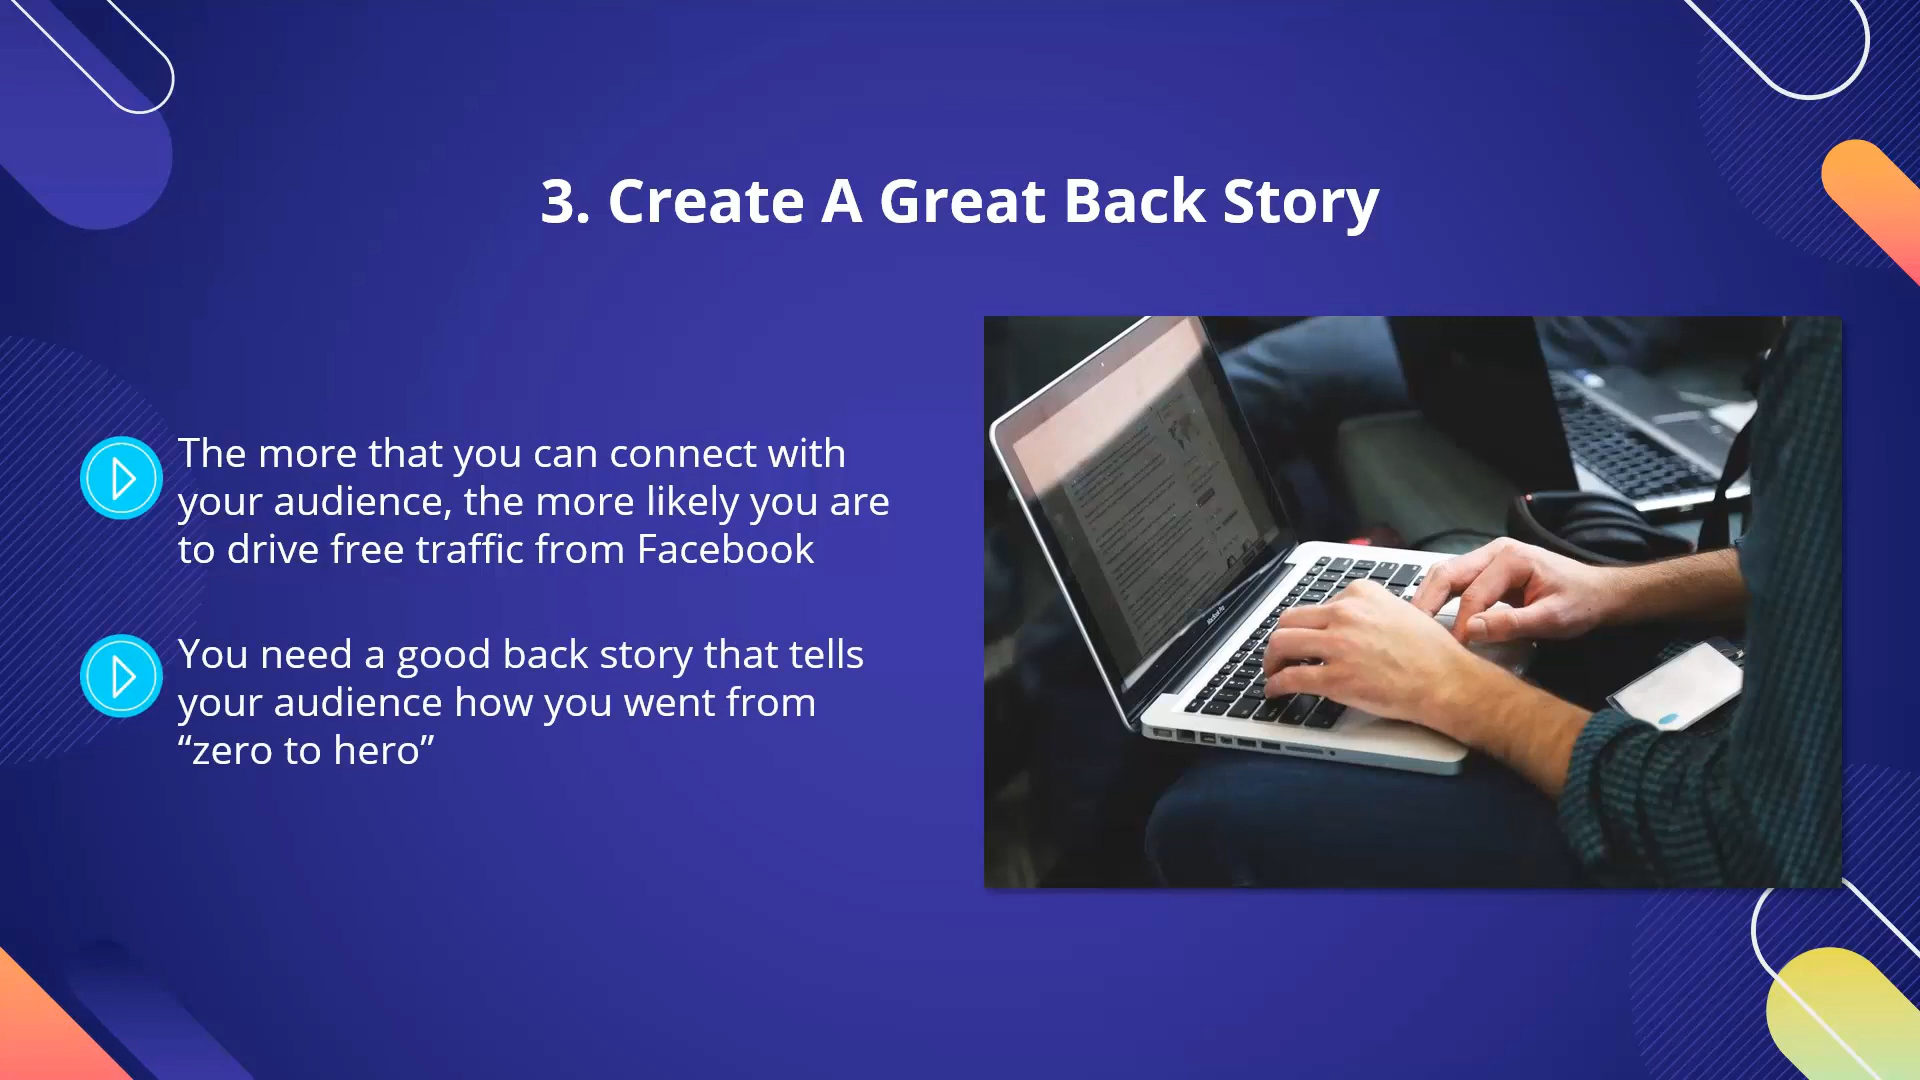 3. Create A Great Back Story
The more that you can connect with
your audience, the more likely you are
to drive free traffic from Facebook
You need a good back story that tells
your audience how you went from
“zero to hero”
MacBook Pro